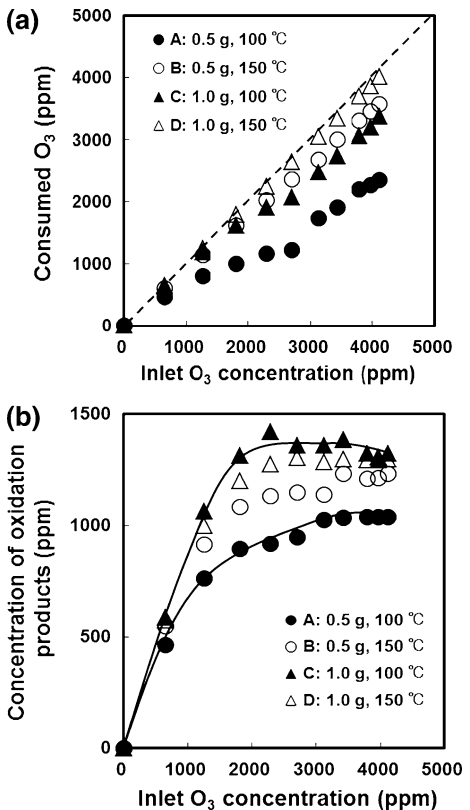 (a)
5000
4000
3000
2000
1000
0
Consumed O3 (ppm)
A: 0.5 g, 100 ℃
B: 0.5 g, 150 ℃
C: 1.0 g, 100 ℃
D: 1.0 g, 150 ℃
0 1000 2000 3000 4000 5000
Inlet O3 concentration (ppm)
(b)
1500
1000
500
0
Concentration of oxidation
products (ppm)
A: 0.5 g, 100 ℃
B: 0.5 g, 150 ℃
C: 1.0 g, 100 ℃
D: 1.0 g, 150 ℃
0 1000 2000 3000 4000 5000
Inlet O3 concentration (ppm)